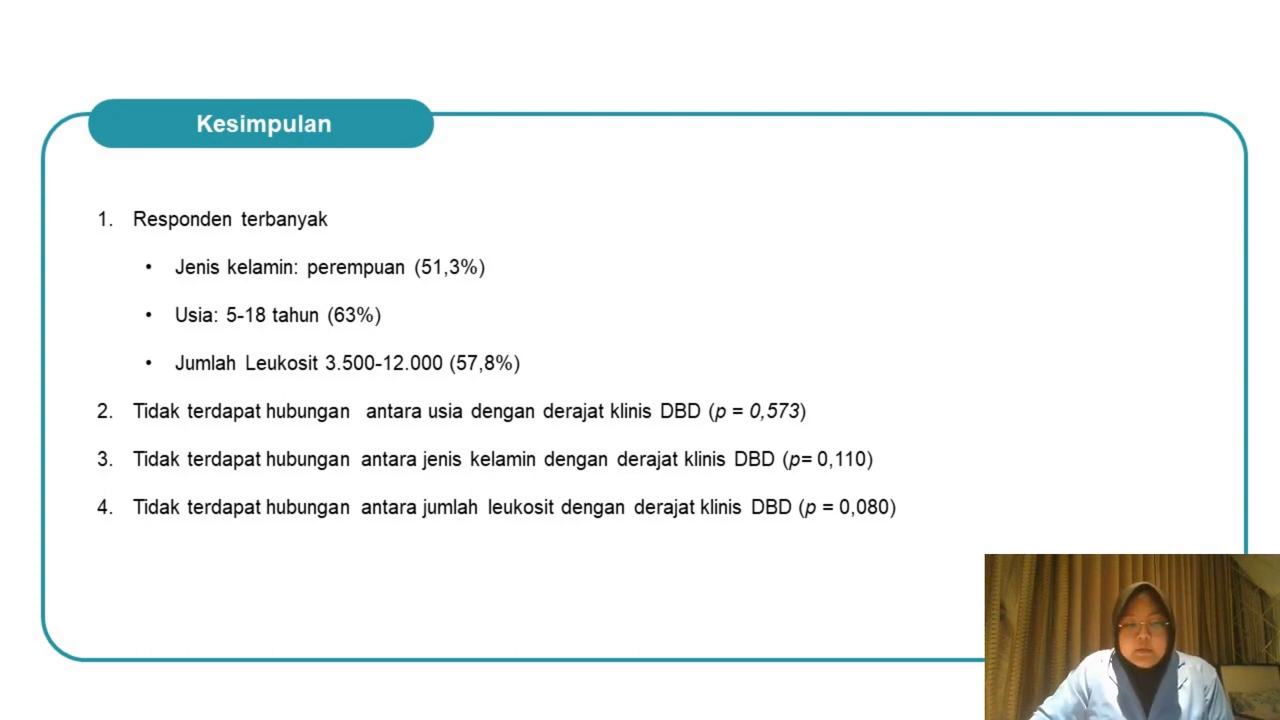 Kesimpulan
1. Responden terbanyak
• Jenis kelamin: perempuan (51,3%)
• Usia: 5-18 tahun (63%)
• Jumlah Leukosit 3.500-12.000 (57,8%)
2. Tidak terdapat hubungan antara usia dengan derajat klinis DBD (p = 0,573)
3. Tidak terdapat hubungan antara jenis kelamin dengan derajat klinis DBD (p= 0,110)
4. Tidak terdapat hubungan antara jumlah leukosit dengan derajat klinis DBD (p = 0,080)